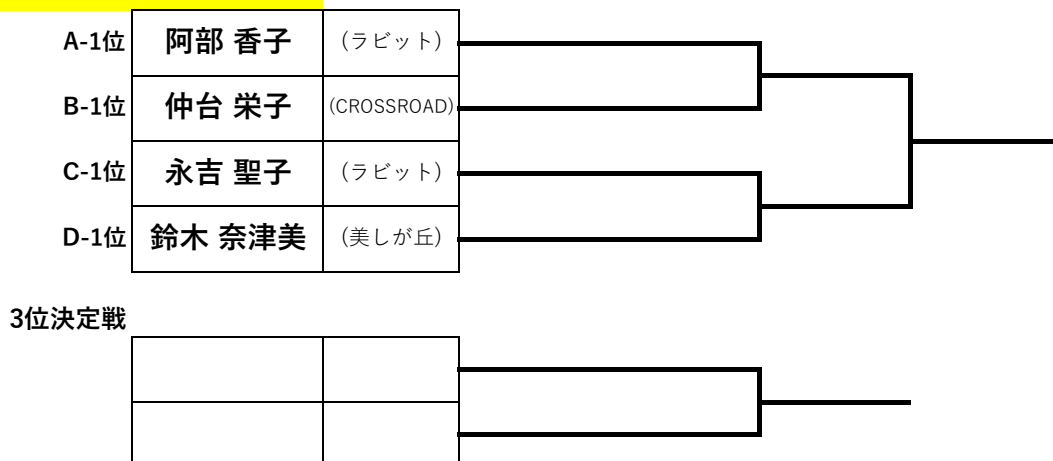 A-1位 阿部 香子 (ラビット)
B-1位 仲台 栄子 (CROSSROAD)
C-1位 永吉 聖子 (ラビット)
D-1位 鈴木 奈津美 (美しが丘)
3位決定戦